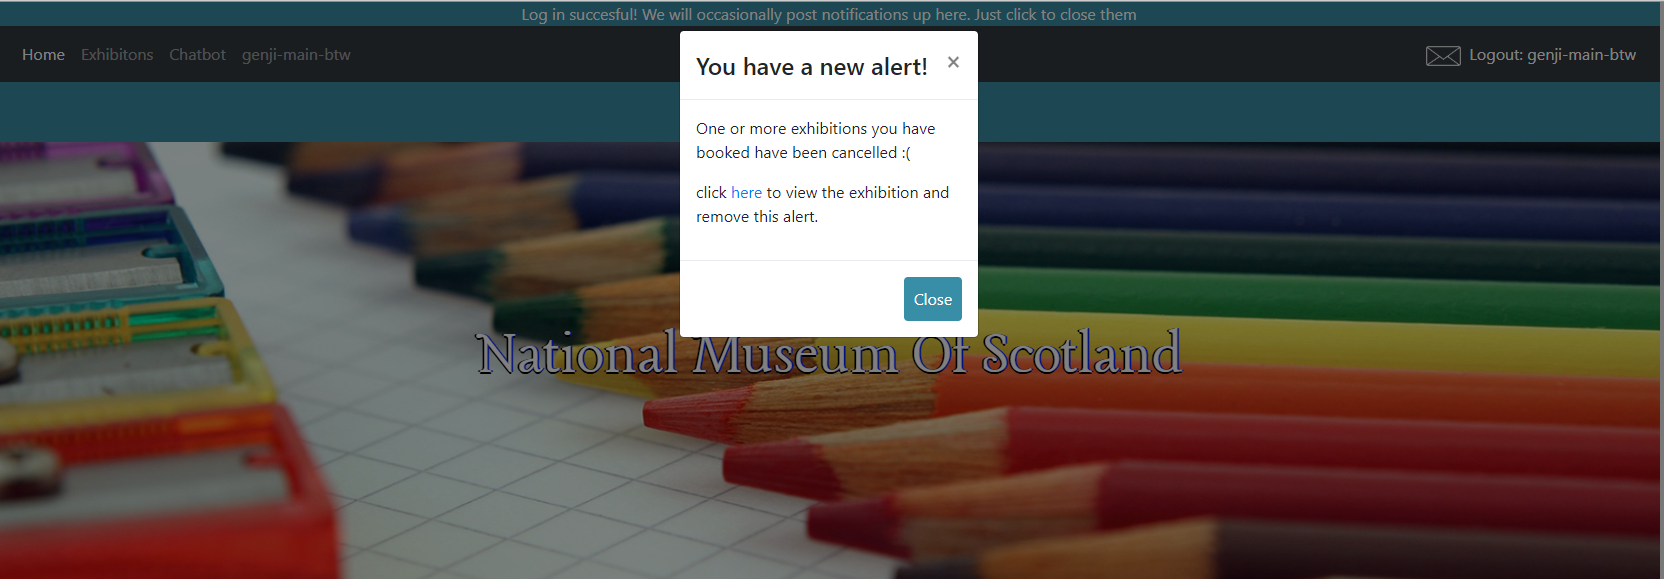 Log in succesful! We will occasionally post notifications up here. Just click to close them
Home Exhibitons Chatbot genji-main-btw
Logout: genji-main-btw
You have a new alert! ×
One or more exhibitions you have
booked have been cancelled :(
click here to view the exhibition and
remove this alert.
Close
National Museum Of Scotland